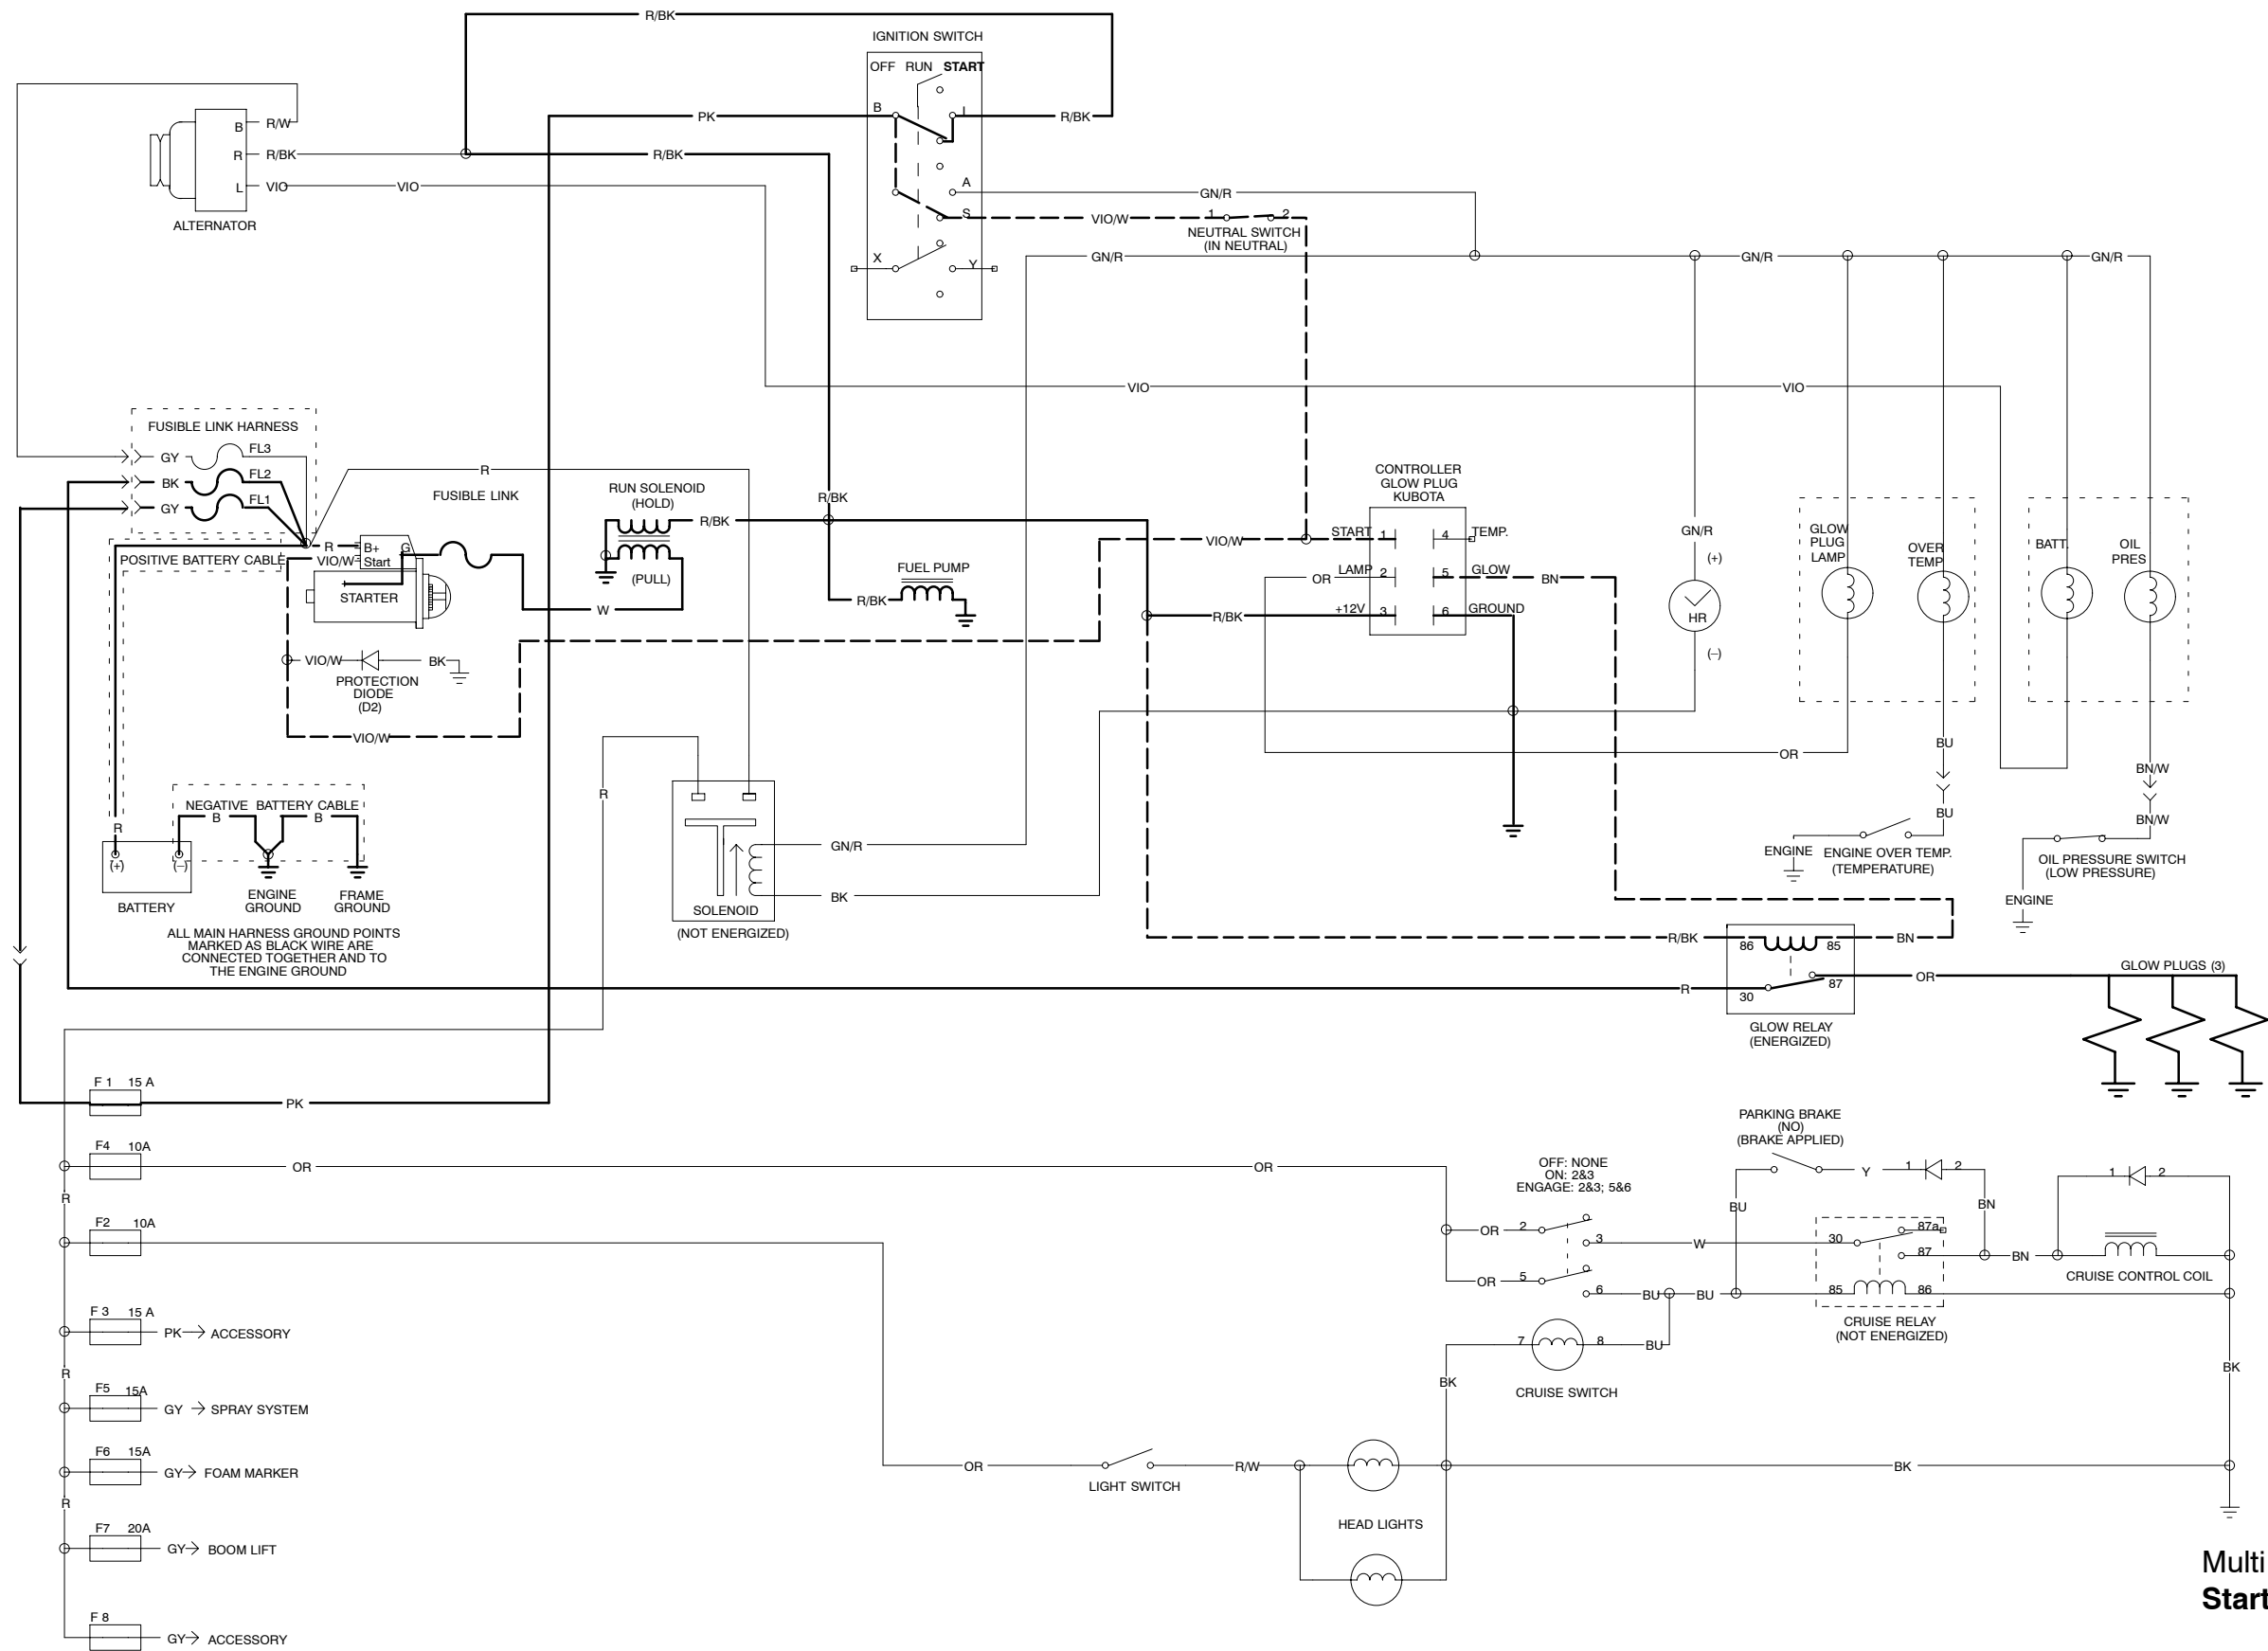 R/BK
IGNITION SWITCH
OFF RUN START
B I
PK
R/BK
B R/W
R R/BK
R/BK
L VIO
VIO
ALTERNATOR
A
GN/R
S
VIO/W
1 2
NEUTRAL SWITCH
(IN NEUTRAL)
X Y
GN/R
GN/R
GN/R
VIO
VIO
FUSIBLE LINK HARNESS
GY FL3
BK FL2
GY FL1
R
FUSIBLE LINK
RUN SOLENOID
(HOLD)
R/BK
R/BK
(PULL)
W
POSITIVE BATTERY CABLE
R B+ G
VIO/W Start
STARTER
FUEL PUMP
R/BK
VIO/W
PROTECTION
DIODE
(D2)
BK
VIO/W
CONTROLLER
GLOW PLUG
KUBOTA
VIO/W
START 1 4 TEMP.
OR LAMP 2 5 GLOW BN
R/BK +12V 3 6 GROUND
GN/R
(+)
HR
(–)
GLOW
PLUG
LAMP
OVER
TEMP
BATT.
OIL
PRES
OR
BU
BU
BN/W
BN/W
ENGINE
ENGINE OVER TEMP.
(TEMPERATURE)
OIL PRESSURE SWITCH
(LOW PRESSURE)
ENGINE
NEGATIVE BATTERY CABLE
B B
R
(+) (–)
BATTERY
ENGINE
GROUND
FRAME
GROUND
ALL MAIN HARNESS GROUND POINTS
MARKED AS BLACK WIRE ARE
CONNECTED TOGETHER AND TO
THE ENGINE GROUND
R
GN/R
BK
SOLENOID
(NOT ENERGIZED)
R/BK 86 85 BN
R 30 87 OR
GLOW RELAY
(ENERGIZED)
GLOW PLUGS (3)
F 1 15 A
PK
F4 10A
OR
OR
R
F2 10A
F 3 15 A
PK ACCESSORY
R
F5 15A
GY SPRAY SYSTEM
F6 15A
GY FOAM MARKER
R
F7 20A
GY BOOM LIFT
F 8
GY ACCESSORY
OFF: NONE
ON: 2&3
ENGAGE: 2&3; 5&6
OR 2
3 W
OR 5
6 BU BU
7 8 BU
CRUISE SWITCH
PARKING BRAKE
(NO)
(BRAKE APPLIED)
Y 1 2
BU
BN
30 87a
87
BN
85 86
CRUISE RELAY
(NOT ENERGIZED)
1 2
CRUISE CONTROL COIL
BK
BK
OR
LIGHT SWITCH
R/W
BK
HEAD LIGHTS
Multi
Start